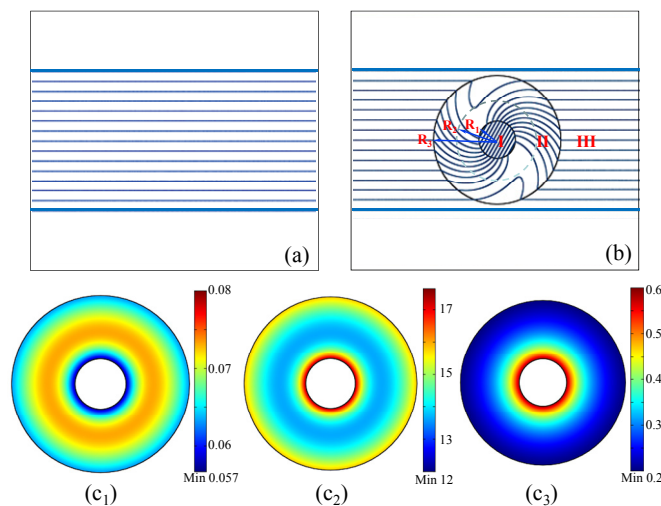 R₂ R₁
R₃ I II III
(a) (b)
0.08
0.07
0.06
Min 0.057
17
15
13
Min 12
0.6
0.5
0.4
0.3
Min 0.2
(c₁) (c₂) (c₃)